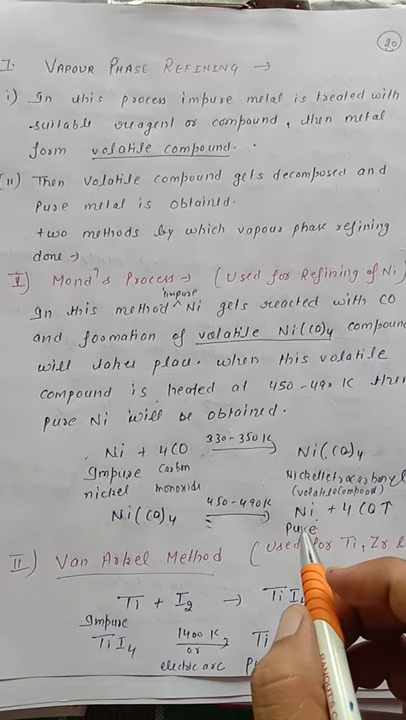 20
I. VAPOUR PHASE REFINING →
i) In this process impure metal is treated with
suitable reagent or compound, then metal
form volatile compound.
(II) Then volatile compound gets decomposed and
Pure metal is obtained.
two methods by which vapour phase refining
done →
I) Mond's Process → (Used for Refining of Ni)
In this method impure Ni gets reacted with CO
and formation of volatile Ni(CO)4 compound
will takes place. when this volatile
compound is heated at 450-490 K then
pure Ni will be obtained.
Ni + 4CO 330-350K → Ni(CO)4
Impure nickel Carbon monoxide Nickeltetracarbonyl
(volatile compound)
Ni(CO)4 450-490K → Ni + 4CO↑
Pure
II) Van Arkel Method (Used for Ti, Zr &
Ti + I2 → TiI4
Impure
TiI4 1400 K or electric arc → Ti